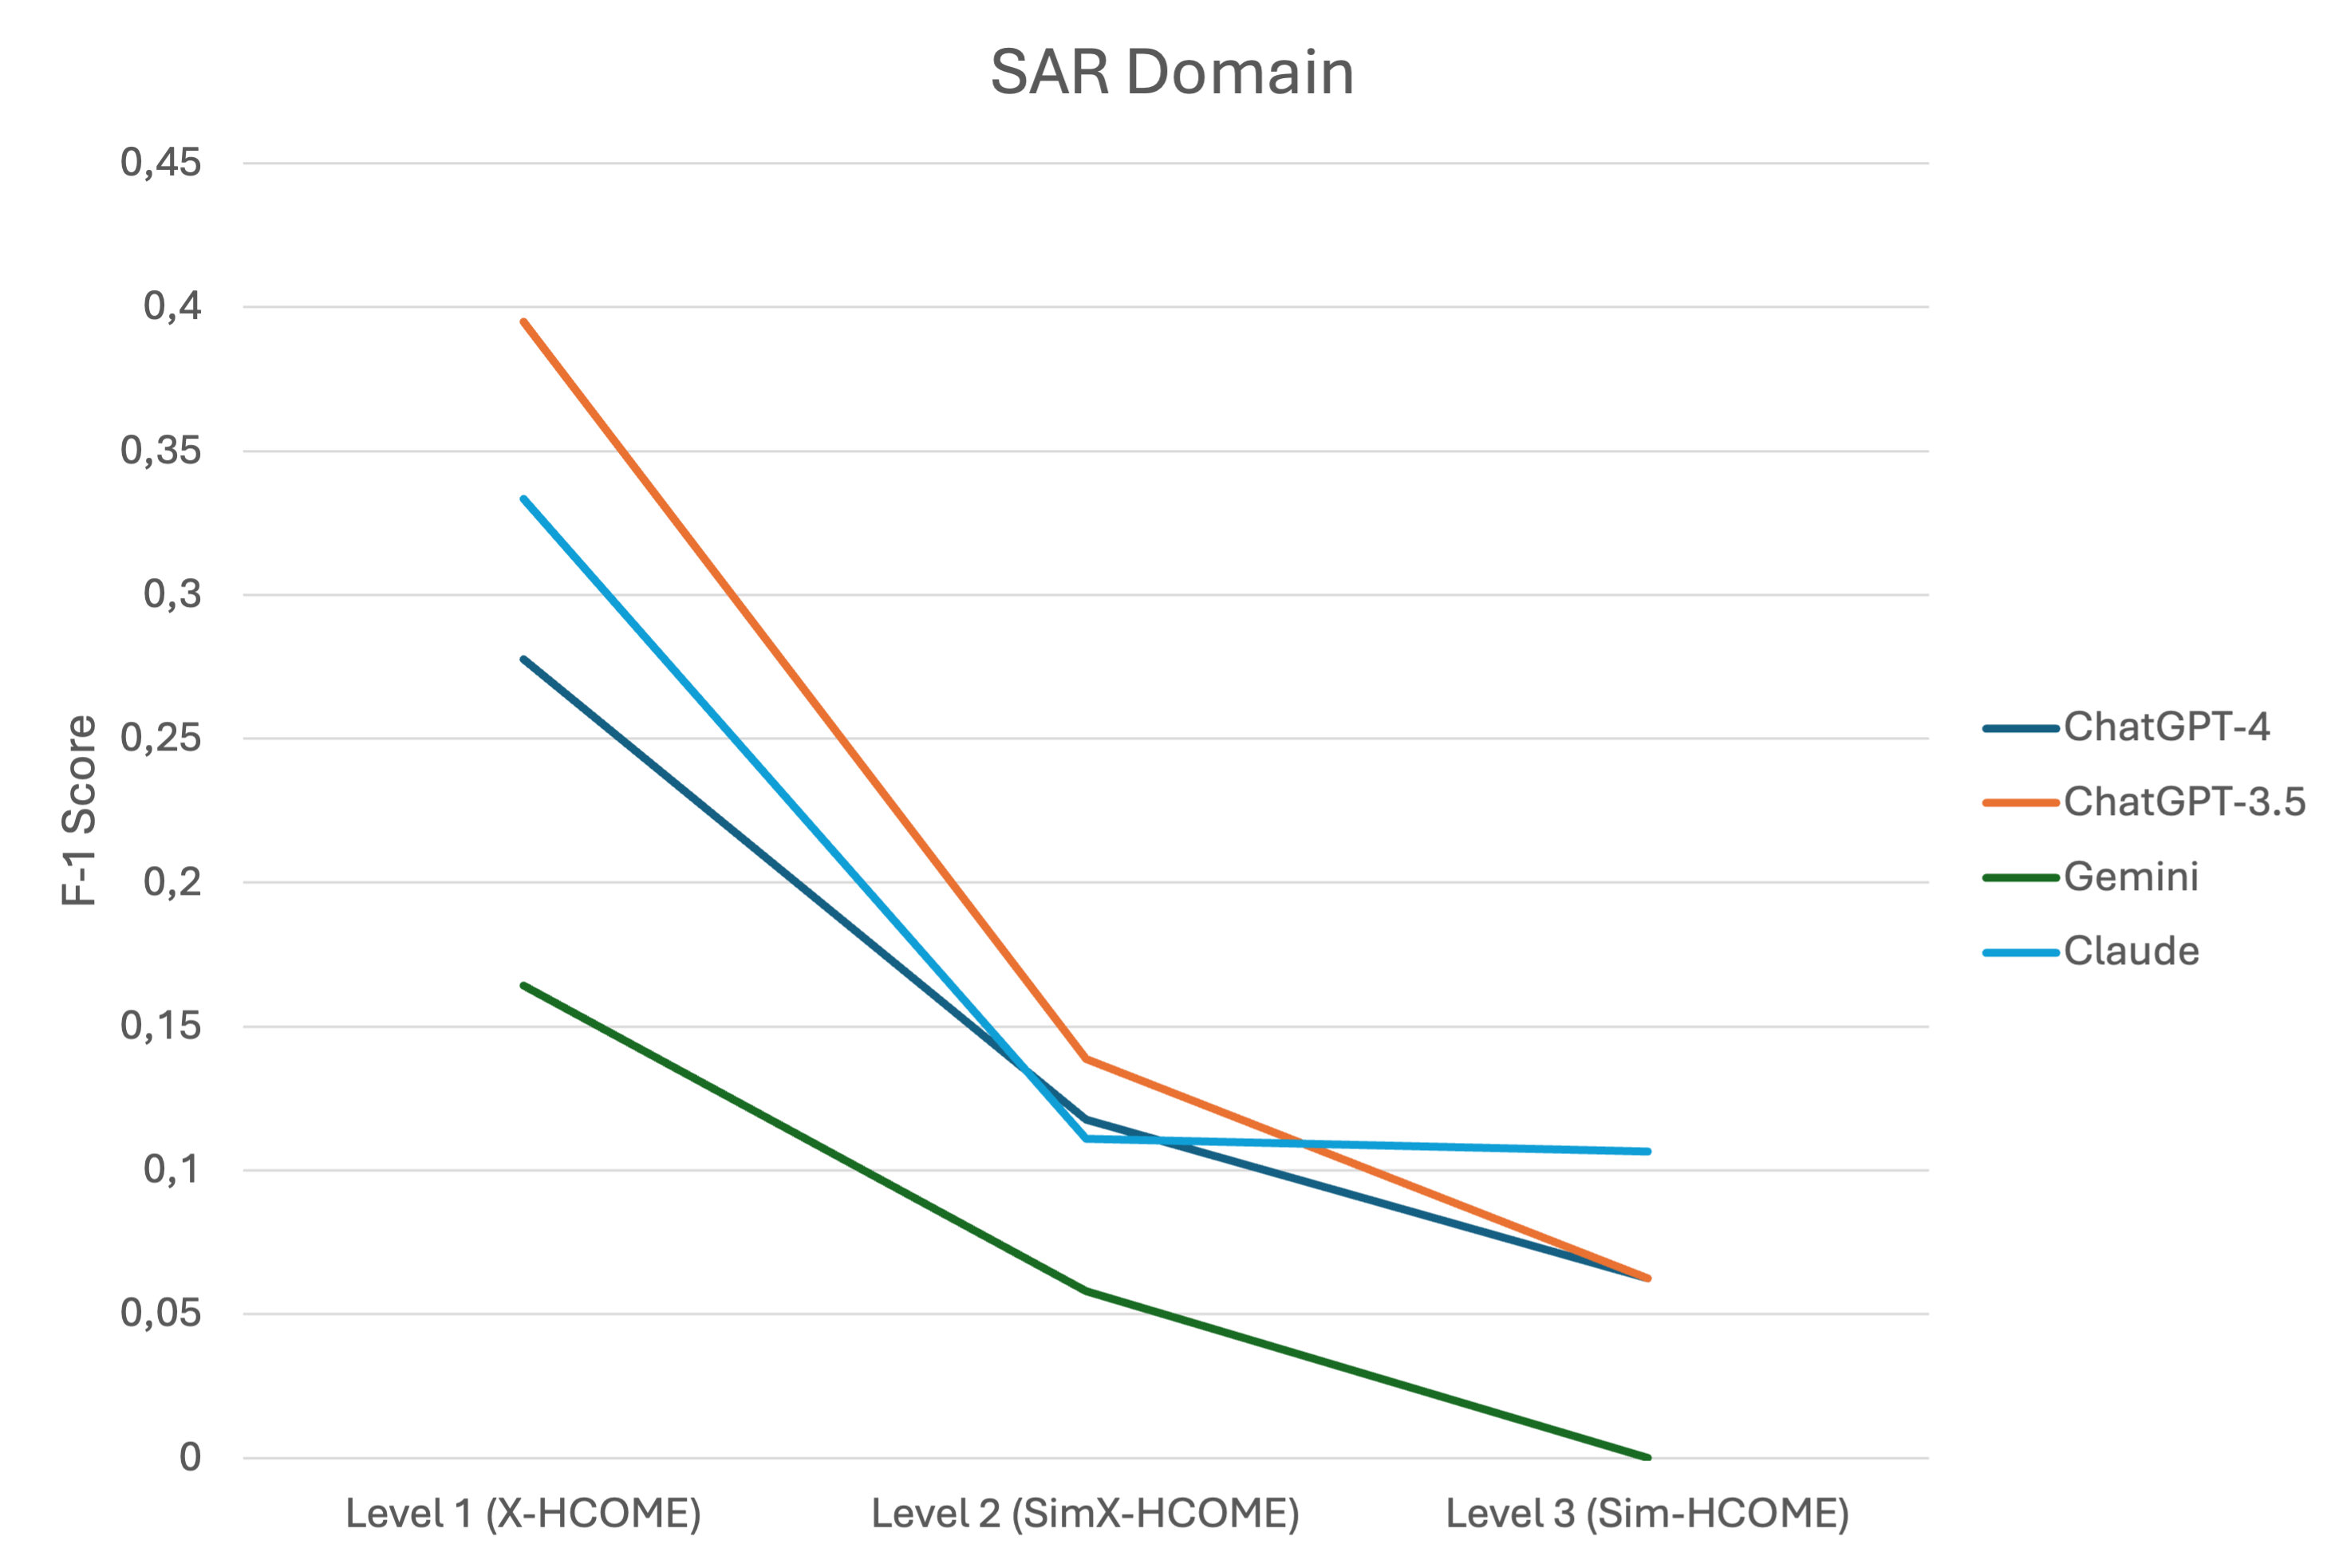 SAR Domain
0,45
0,4
0,35
0,3
0,25
0,2
0,15
0,1
0,05
0
F-1 Score
Level 1 (X-HCOME)
Level 2 (SimX-HCOME)
Level 3 (Sim-HCOME)
ChatGPT-4
ChatGPT-3.5
Gemini
Claude